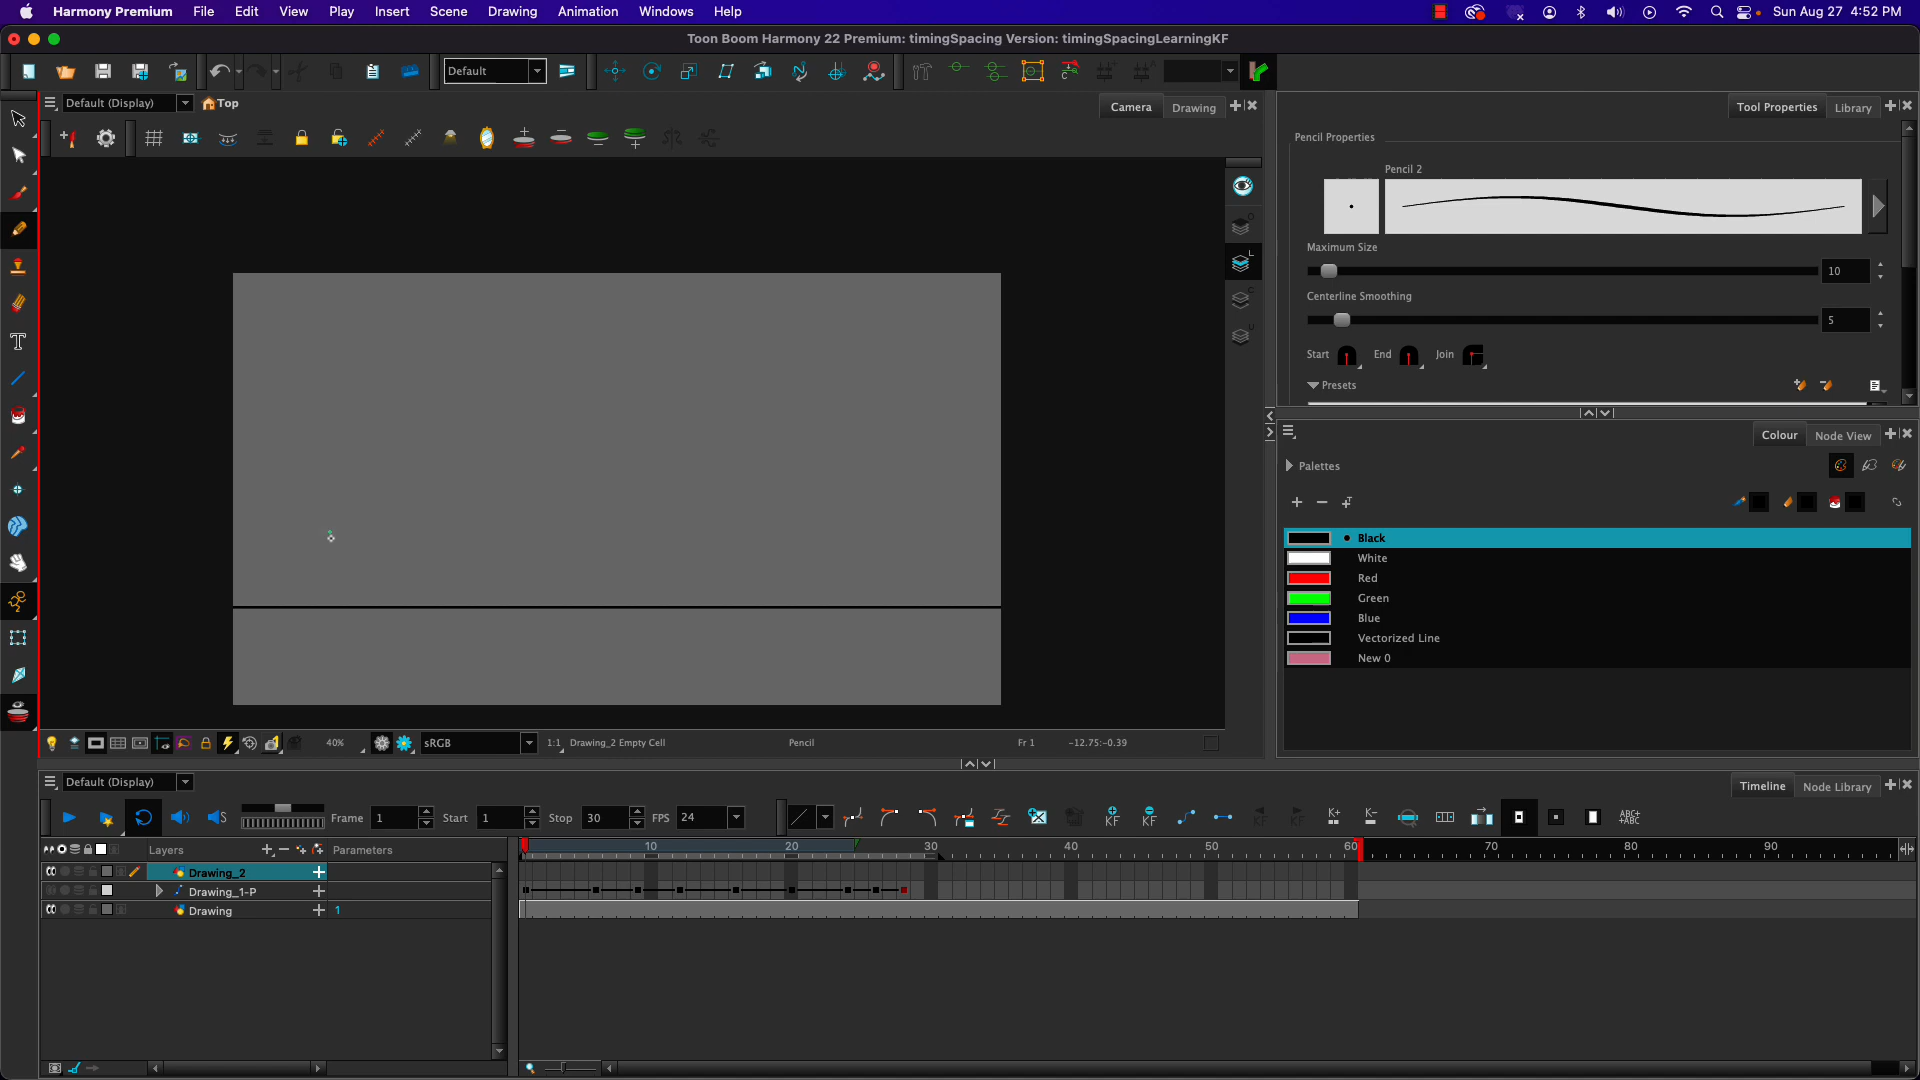 Harmony Premium File Edit View Play Insert Scene Drawing Animation Windows Help Sun Aug 27 4:52 PM
Toon Boom Harmony 22 Premium: timingSpacing Version: timingSpacingLearningKF
Default
Default (Display) Top Camera Drawing
Tool Properties Library
Pencil Properties
Pencil 2
Maximum Size
10
Centerline Smoothing
5
Start End Join
Presets
Colour Node View
Palettes
Black
White
Red
Green
Blue
Vectorized Line
New 0
40% sRGB 1:1 Drawing_2 Empty Cell Pencil Fr 1 -12.75:-0.39
Default (Display) Timeline Node Library
Frame 1 Start 1 Stop 30 FPS 24 KF KF K+ K- ABC+ ABC
Layers Parameters 10 20 30 40 50 60 70 80 90
Drawing_2
Drawing_1-P
Drawing 1